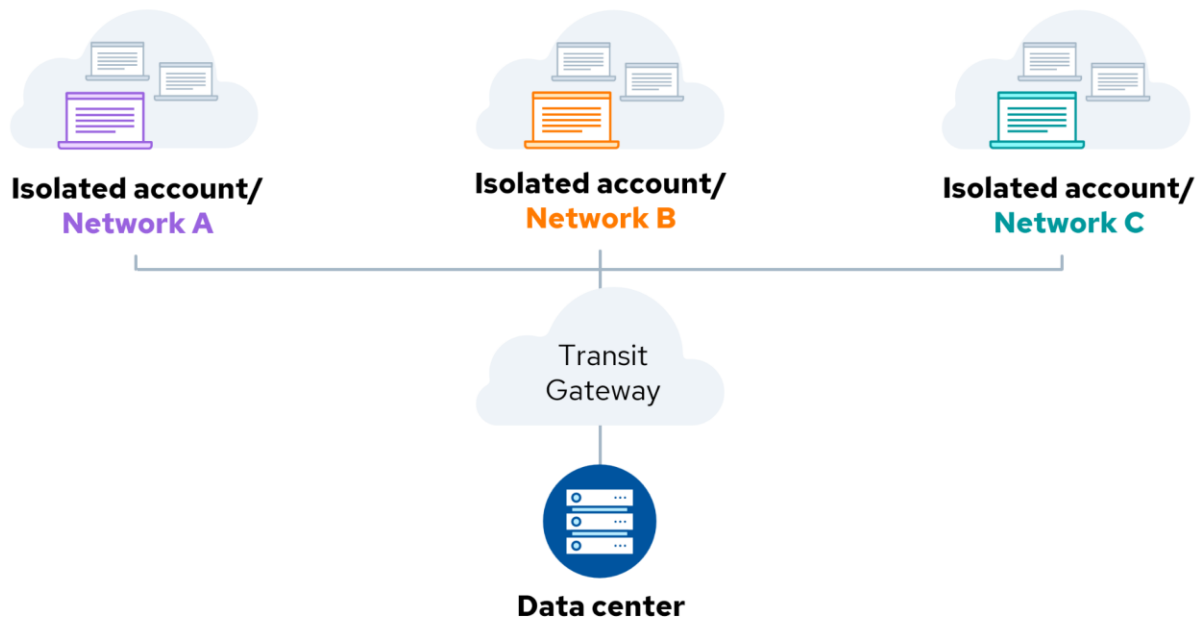 Isolated account/
Network A
Isolated account/
Network B
Isolated account/
Network C
Transit
Gateway
Data center